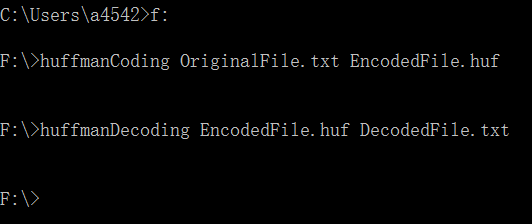 C:\Users\a4542>f:
F:\>huffmanCoding OriginalFile.txt EncodedFile.huf
F:\>huffmanDecoding EncodedFile.huf DecodedFile.txt
F:\>